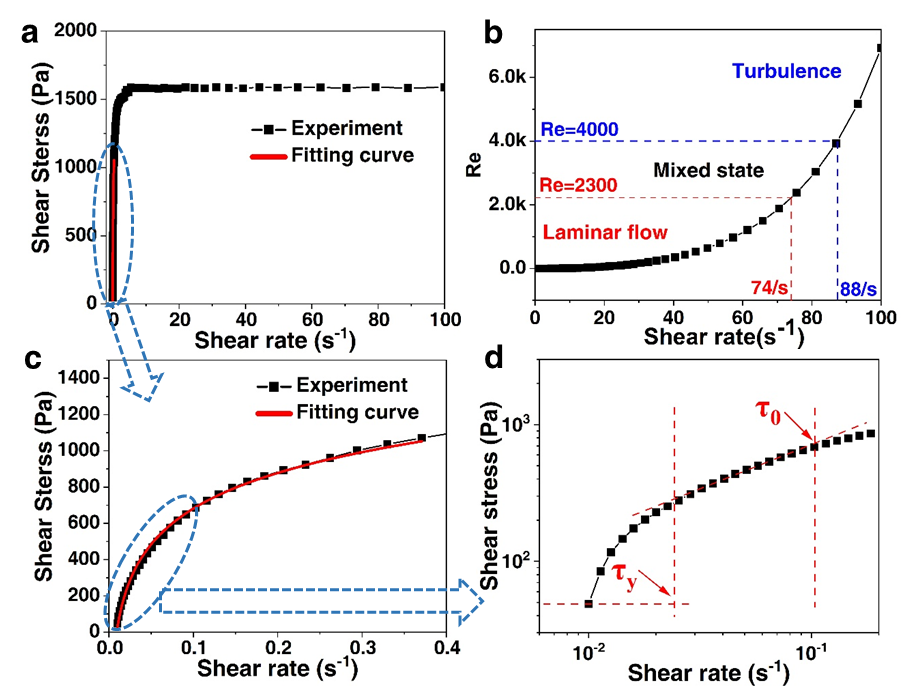 a
Shear Sterss (Pa)
2000
1500
1000
500
0
Experiment
Fitting curve
0 20 40 60 80 100
Shear rate (s-1)
b
Re
6.0k
4.0k
2.0k
0.0
Turbulence
Re=4000
Mixed state
Re=2300
Laminar flow
74/s 88/s
0 20 40 60 80 100
Shear rate(s-1)
c
Shear Sterss (Pa)
1400
1200
1000
800
600
400
200
0
Experiment
Fitting curve
0.0 0.1 0.2 0.3 0.4
Shear rate (s-1)
d
Shear stress (Pa)
10³
10²
τ0
τy
10-2 10-1
Shear rate (s-1)